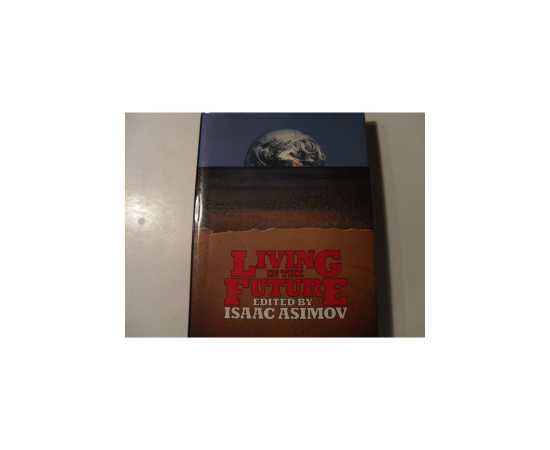 LIVING
IN THE
FUTURE
EDITED BY
ISAAC ASIMOV